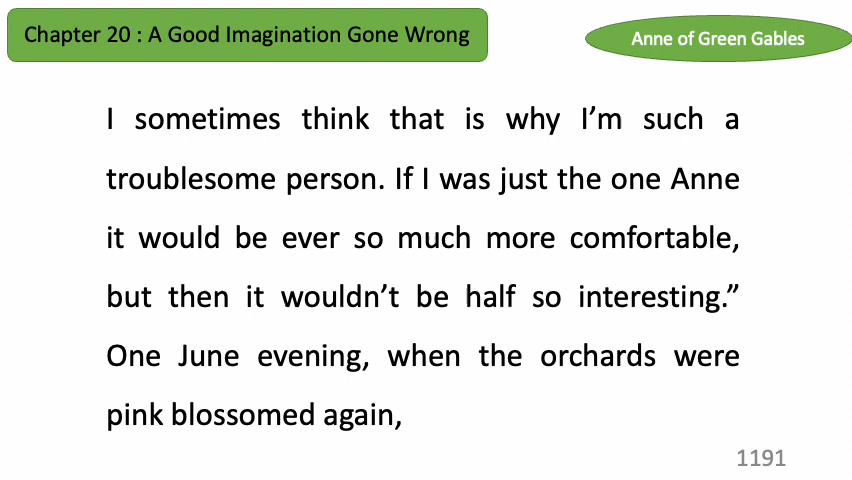 Chapter 20 : A Good Imagination Gone Wrong
Anne of Green Gables
I sometimes think that is why I’m such a
troublesome person. If I was just the one Anne
it would be ever so much more comfortable,
but then it wouldn’t be half so interesting.”
One June evening, when the orchards were
pink blossomed again,
1191